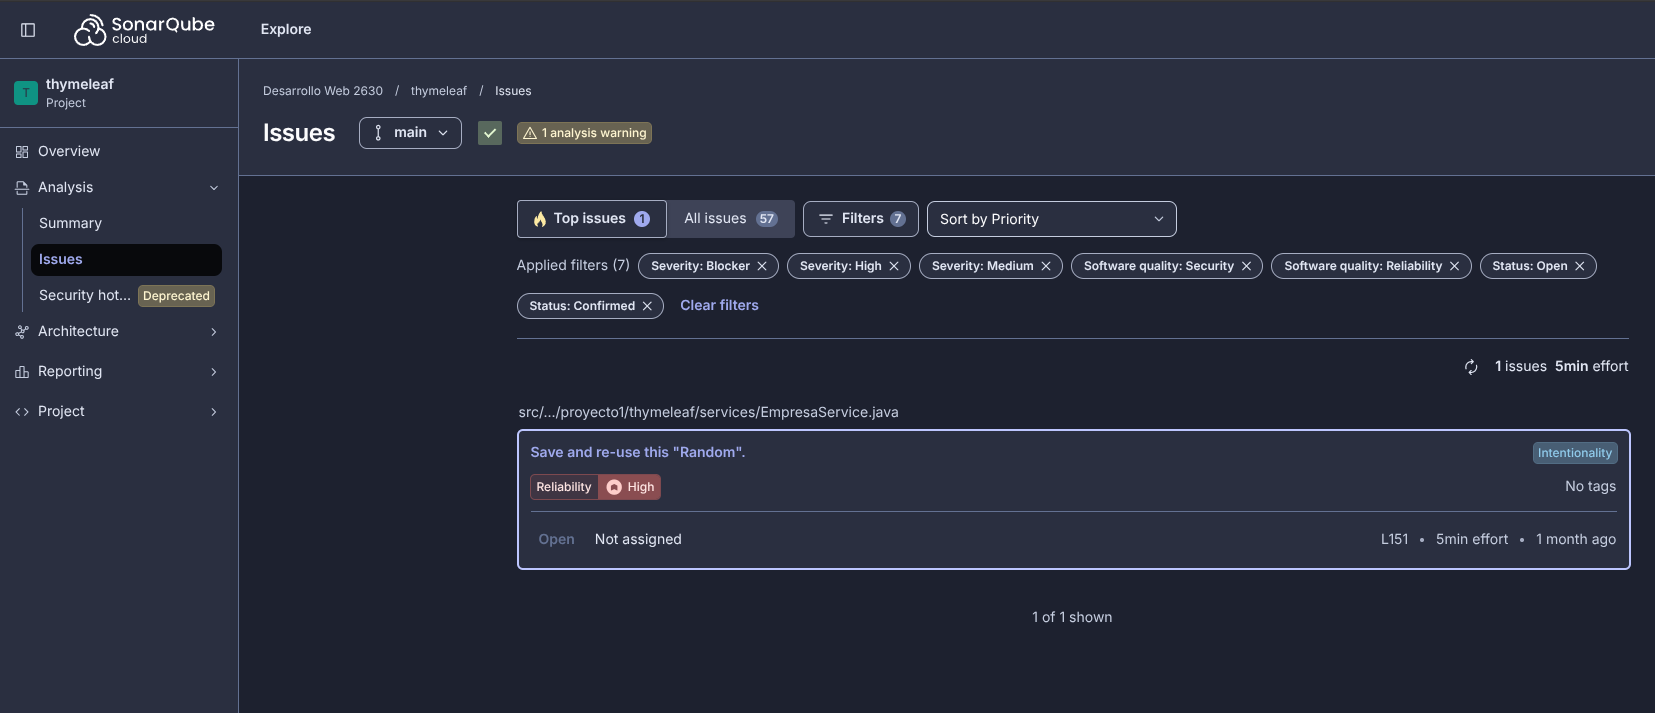 SonarQube cloud
Explore
thymeleaf
Project
Overview
Analysis
Summary
Issues
Security hot... Deprecated
Architecture
Reporting
Project
Desarrollo Web 2630 / thymeleaf / Issues
Issues main 1 analysis warning
Top issues 1 All issues 57 Filters 7 Sort by Priority
Applied filters (7) Severity: Blocker Severity: High Severity: Medium Software quality: Security Software quality: Reliability Status: Open
Status: Confirmed Clear filters
1 issues 5min effort
src/.../proyecto1/thymeleaf/services/EmpresaService.java
Save and re-use this "Random". Intentionality
Reliability High No tags
Open Not assigned L151 • 5min effort • 1 month ago
1 of 1 shown